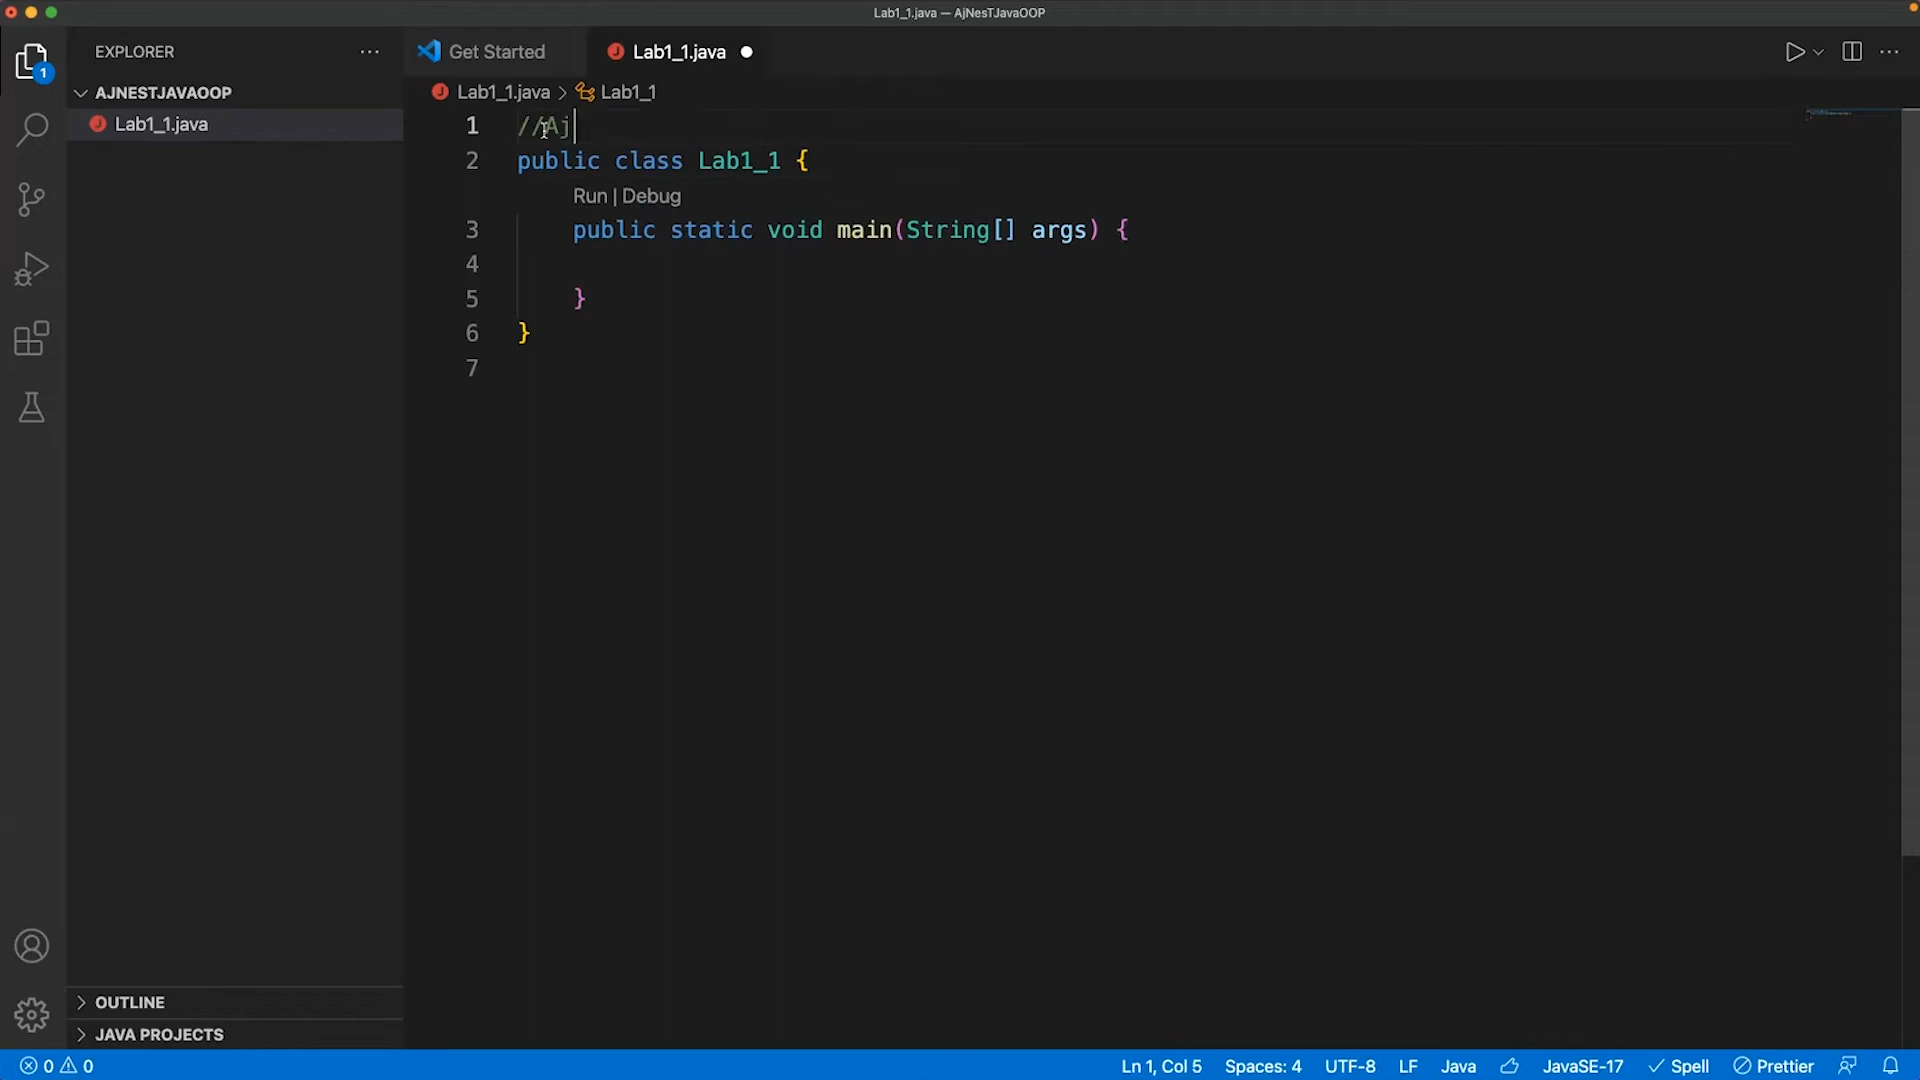 Lab1_1.java — AjNesTJavaOOP
EXPLORER
Get Started
Lab1_1.java
AJNESTJAVAOOP
Lab1_1.java > Lab1_1
Lab1_1.java
1 //Aj
2 public class Lab1_1 {
Run | Debug
3 public static void main(String[] args) {
4
5 }
6 }
7
1
OUTLINE
JAVA PROJECTS
0 0
Ln 1, Col 5
Spaces: 4
UTF-8
LF
Java
JavaSE-17
Spell
Prettier